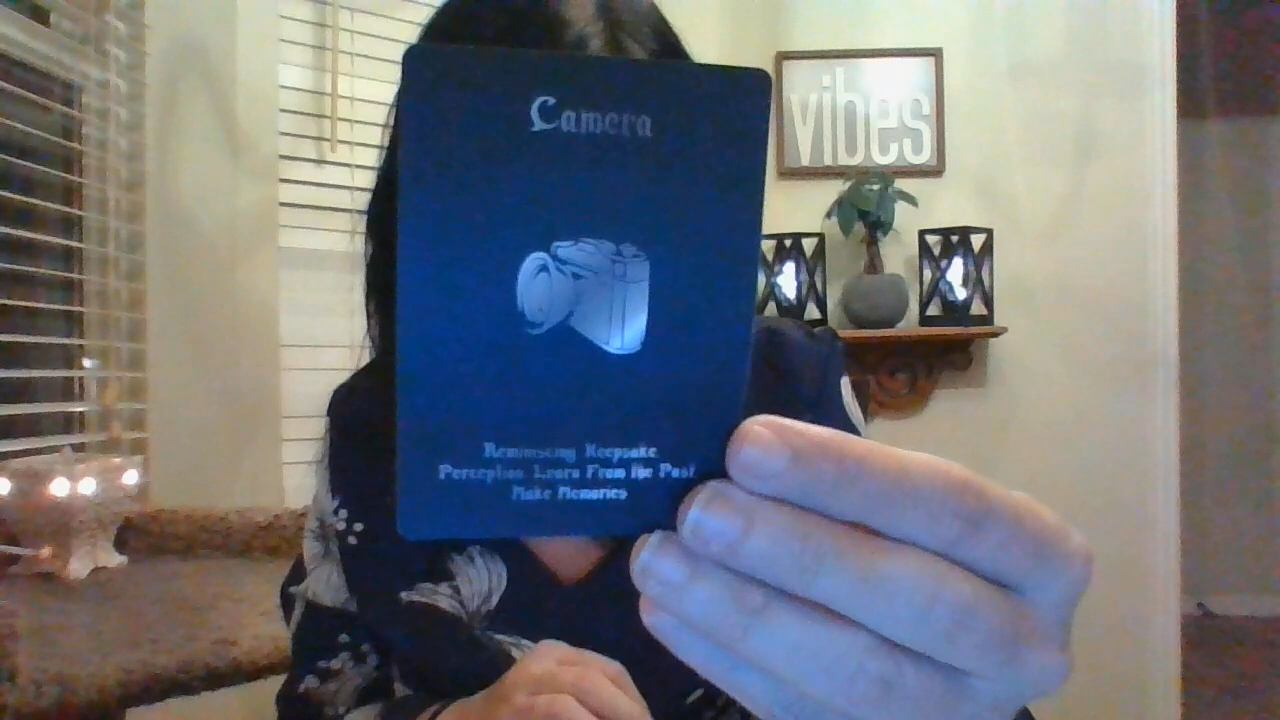 Camera
vibes
Reminiscing Keepsake
Perception Learn From the Past
Make Memories